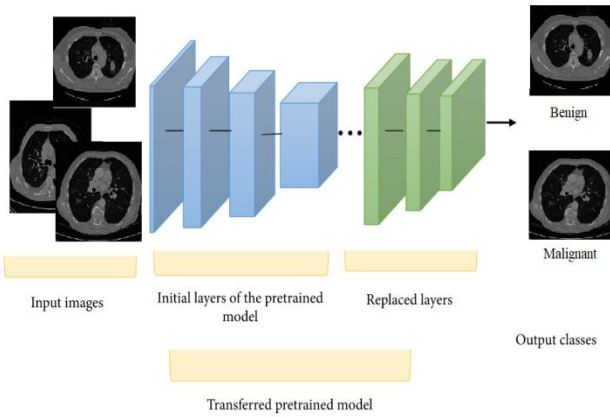 Benign
Malignant
Input images
Initial layers of the pretrained
model
Replaced layers
Output classes
Transferred pretrained model